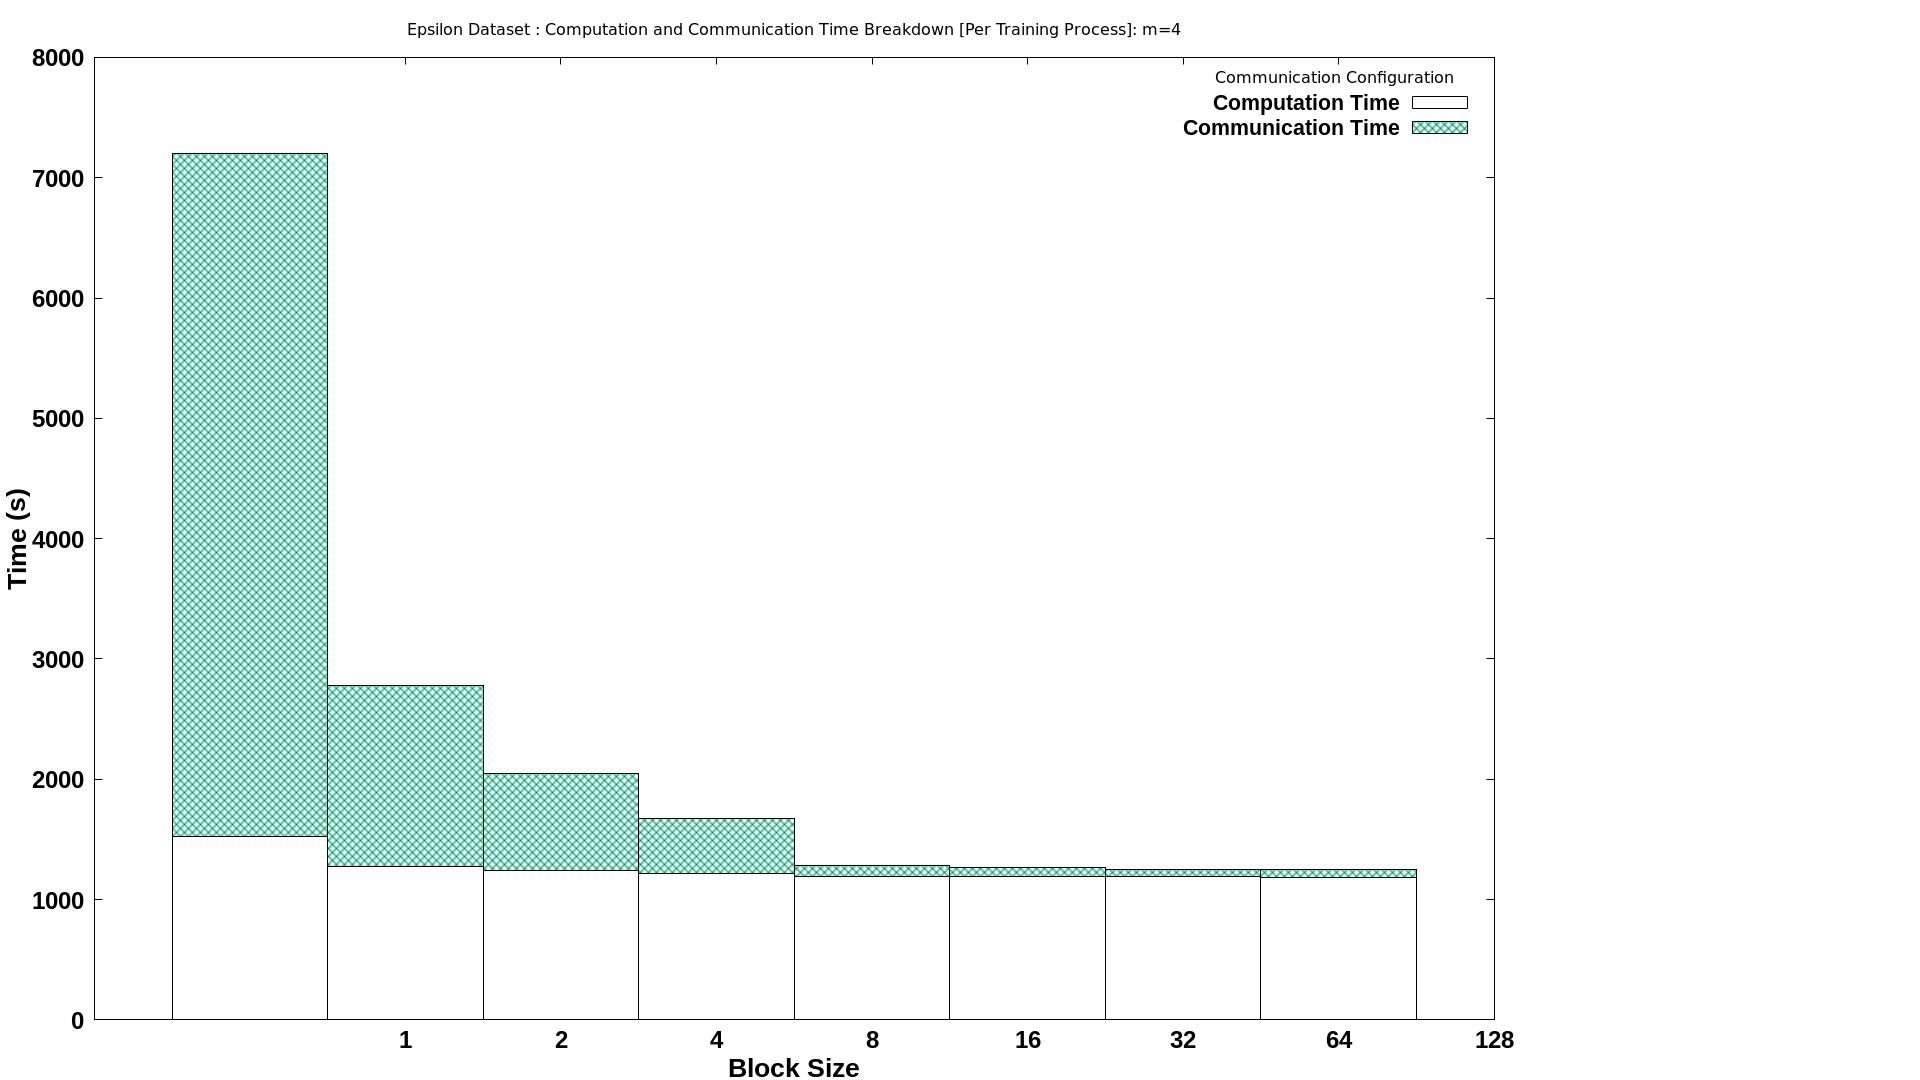 Epsilon Dataset : Computation and Communication Time Breakdown [Per Training Process]: m=4
Communication Configuration
Computation Time
Communication Time
8000
7000
6000
5000
4000
3000
2000
1000
0
Time (s)
1 2 4 8 16 32 64 128
Block Size